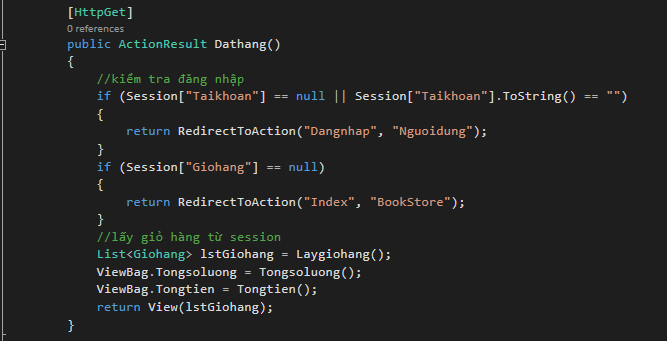 [HttpGet]
0 references
public ActionResult Dathang()
{
//kiểm tra đăng nhập
if (Session["Taikhoan"] == null || Session["Taikhoan"].ToString() == "")
{
return RedirectToAction("Dangnhap", "Nguoidung");
}
if (Session["Giohang"] == null)
{
return RedirectToAction("Index", "BookStore");
}
//lấy giỏ hàng từ session
List<Giohang> lstGiohang = Laygiohang();
ViewBag.Tongsoluong = Tongsoluong();
ViewBag.Tongtien = Tongtien();
return View(lstGiohang);
}